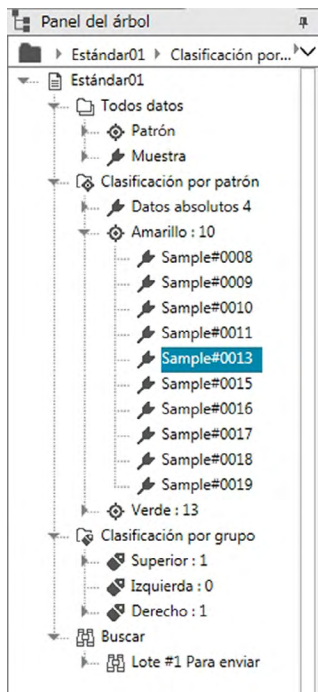 Panel del árbol
Estándar01 Clasificación por...
Estándar01
Todos datos
Patrón
Muestra
Clasificación por patrón
Datos absolutos 4
Amarillo : 10
Sample#0008
Sample#0009
Sample#0010
Sample#0011
Sample#0013
Sample#0015
Sample#0016
Sample#0017
Sample#0018
Sample#0019
Verde : 13
Clasificación por grupo
Superior : 1
Izquierda : 0
Derecho : 1
Buscar
Lote #1 Para enviar